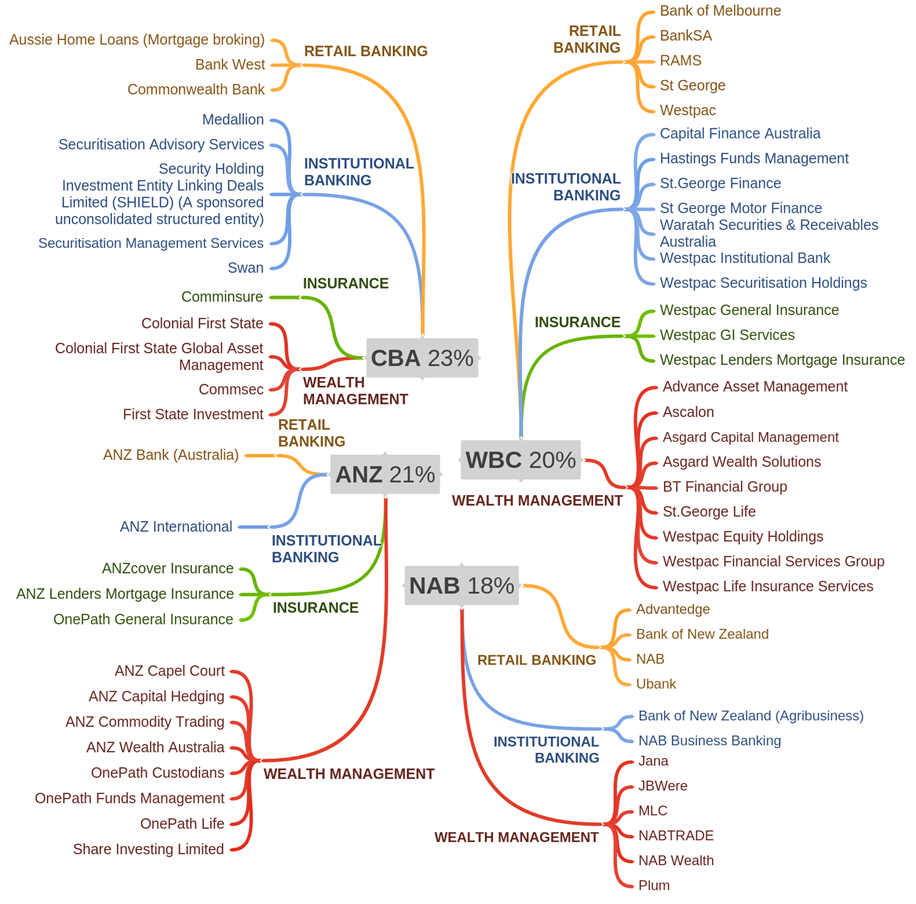 RETAIL BANKING
Aussie Home Loans (Mortgage broking)
Bank West
Commonwealth Bank
INSTITUTIONAL
BANKING
Medallion
Securitisation Advisory Services
Security Holding
Investment Entity Linking Deals
Limited (SHIELD) (A sponsored
unconsolidated structured entity)
Securitisation Management Services
Swan
INSURANCE
Comminsure
CBA 23%
WEALTH
MANAGEMENT
Colonial First State
Colonial First State Global Asset
Management
Commsec
First State Investment
RETAIL
BANKING
ANZ Bank (Australia)
ANZ 21%
ANZ International
INSTITUTIONAL
BANKING
ANZcover Insurance
ANZ Lenders Mortgage Insurance
OnePath General Insurance
INSURANCE
ANZ Capel Court
ANZ Capital Hedging
ANZ Commodity Trading
ANZ Wealth Australia
OnePath Custodians
OnePath Funds Management
OnePath Life
Share Investing Limited
WEALTH MANAGEMENT
RETAIL
BANKING
Bank of Melbourne
BankSA
RAMS
St George
Westpac
INSTITUTIONAL
BANKING
Capital Finance Australia
Hastings Funds Management
St.George Finance
St George Motor Finance
Waratah Securities & Receivables
Australia
Westpac Institutional Bank
Westpac Securitisation Holdings
INSURANCE
Westpac General Insurance
Westpac GI Services
Westpac Lenders Mortgage Insurance
WBC 20%
WEALTH MANAGEMENT
Advance Asset Management
Ascalon
Asgard Capital Management
Asgard Wealth Solutions
BT Financial Group
St.George Life
Westpac Equity Holdings
Westpac Financial Services Group
Westpac Life Insurance Services
NAB 18%
RETAIL BANKING
Advantedge
Bank of New Zealand
NAB
Ubank
INSTITUTIONAL
BANKING
Bank of New Zealand (Agribusiness)
NAB Business Banking
WEALTH MANAGEMENT
Jana
JBWere
MLC
NABTRADE
NAB Wealth
Plum